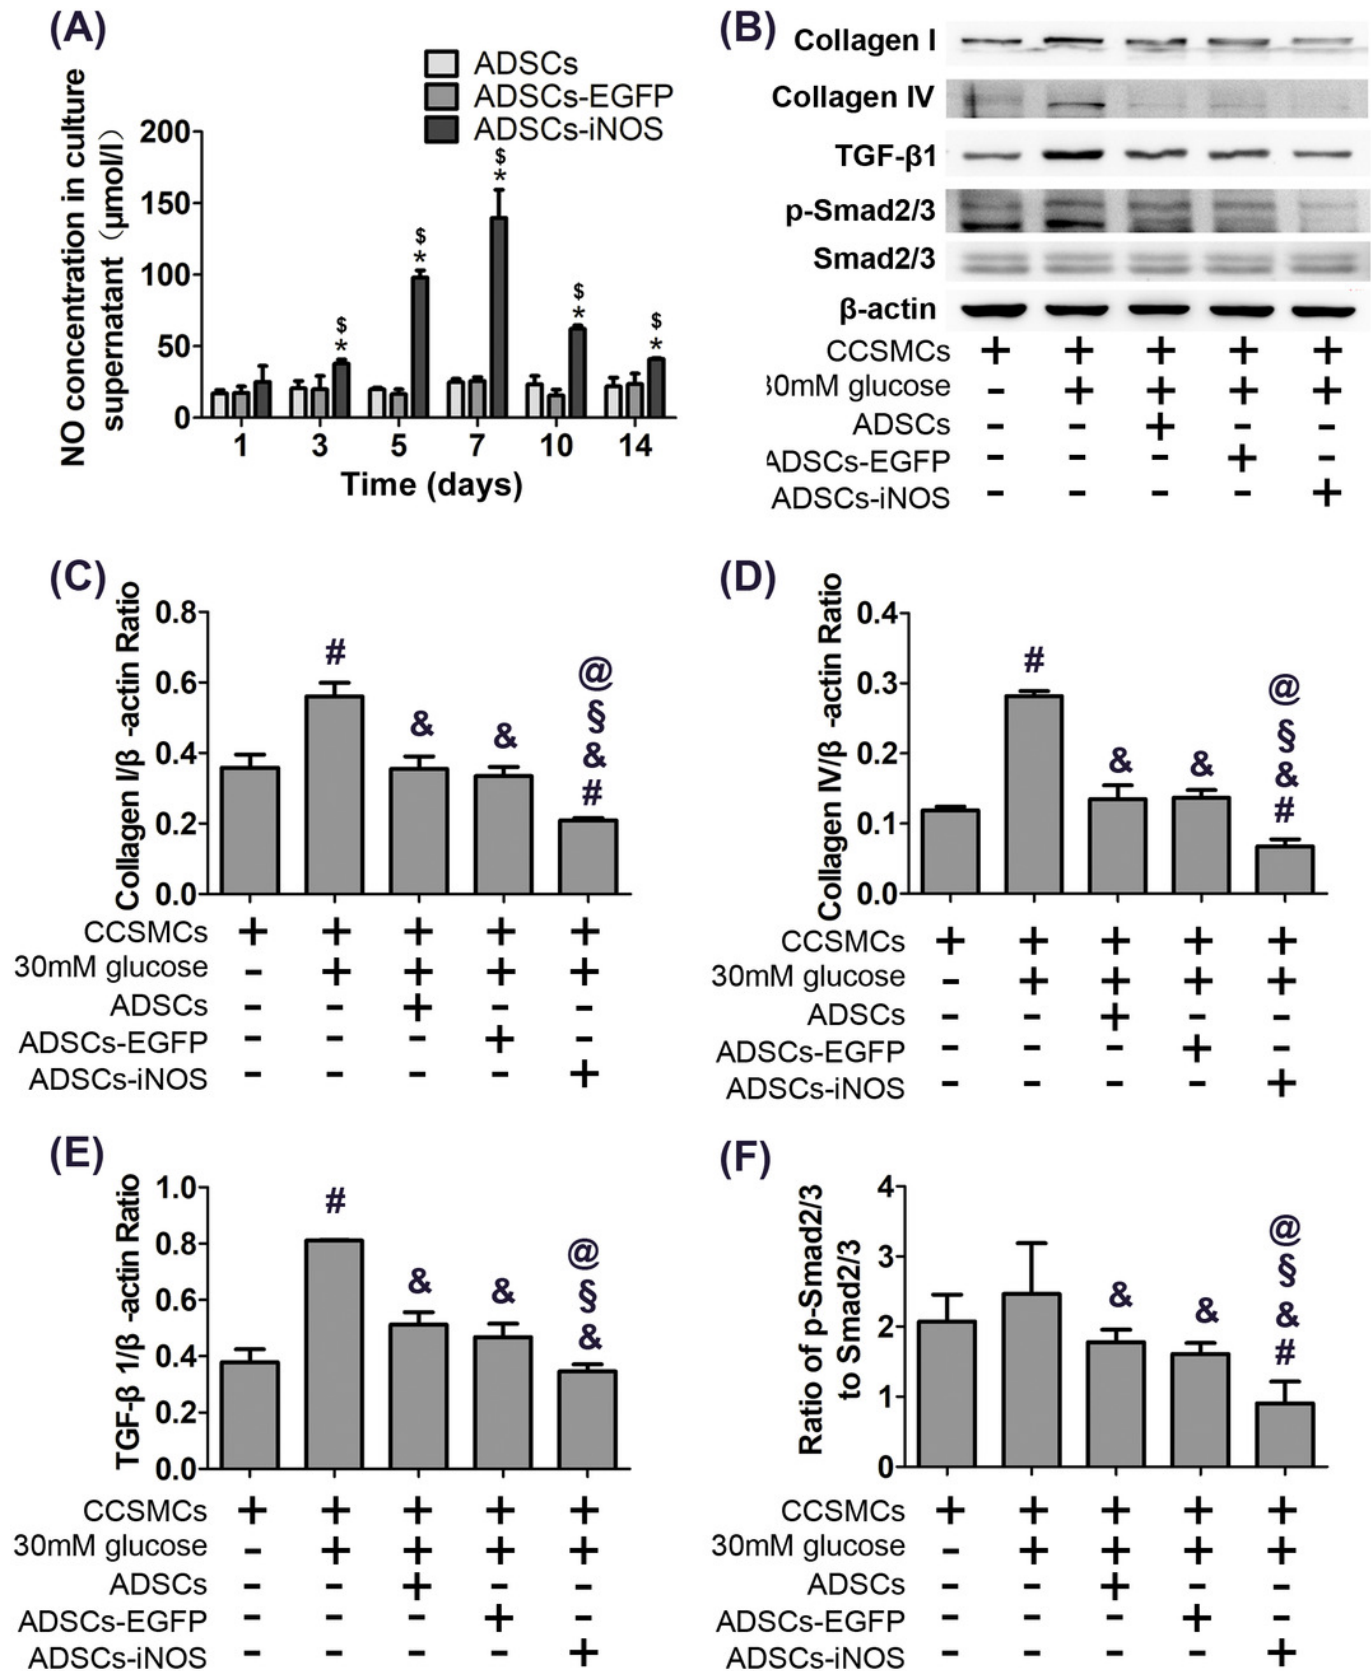 (A)
ADSCs
ADSCs-EGFP
ADSCs-iNOS
NO concentration in culture
supernatant (μmol/l)
200
150
100
50
0
$
*
$
*
$
*
$
*
$
*
1 3 5 7 10 14
Time (days)
(B)
Collagen I
Collagen IV
TGF-β1
p-Smad2/3
Smad2/3
β-actin
CCSMCs + + + + +
30mM glucose - + + + +
ADSCs - - + - -
ADSCs-EGFP - - - + -
ADSCs-iNOS - - - - +
(C)
Collagen I/β -actin Ratio
0.8
0.6
0.4
0.2
0.0
#
&
&
@
§
&
#
CCSMCs + + + + +
30mM glucose - + + + +
ADSCs - - + - -
ADSCs-EGFP - - - + -
ADSCs-iNOS - - - - +
(D)
Collagen IV/β -actin Ratio
0.4
0.3
0.2
0.1
0.0
#
&
&
@
§
&
#
CCSMCs + + + + +
30mM glucose - + + + +
ADSCs - - + - -
ADSCs-EGFP - - - + -
ADSCs-iNOS - - - - +
(E)
TGF-β 1/β -actin Ratio
1.0
0.8
0.6
0.4
0.2
0.0
#
&
&
@
§
&
CCSMCs + + + + +
30mM glucose - + + + +
ADSCs - - + - -
ADSCs-EGFP - - - + -
ADSCs-iNOS - - - - +
(F)
Ratio of p-Smad2/3
to Smad2/3
4
3
2
1
0
&
&
@
§
&
#
CCSMCs + + + + +
30mM glucose - + + + +
ADSCs - - + - -
ADSCs-EGFP - - - + -
ADSCs-iNOS - - - - +